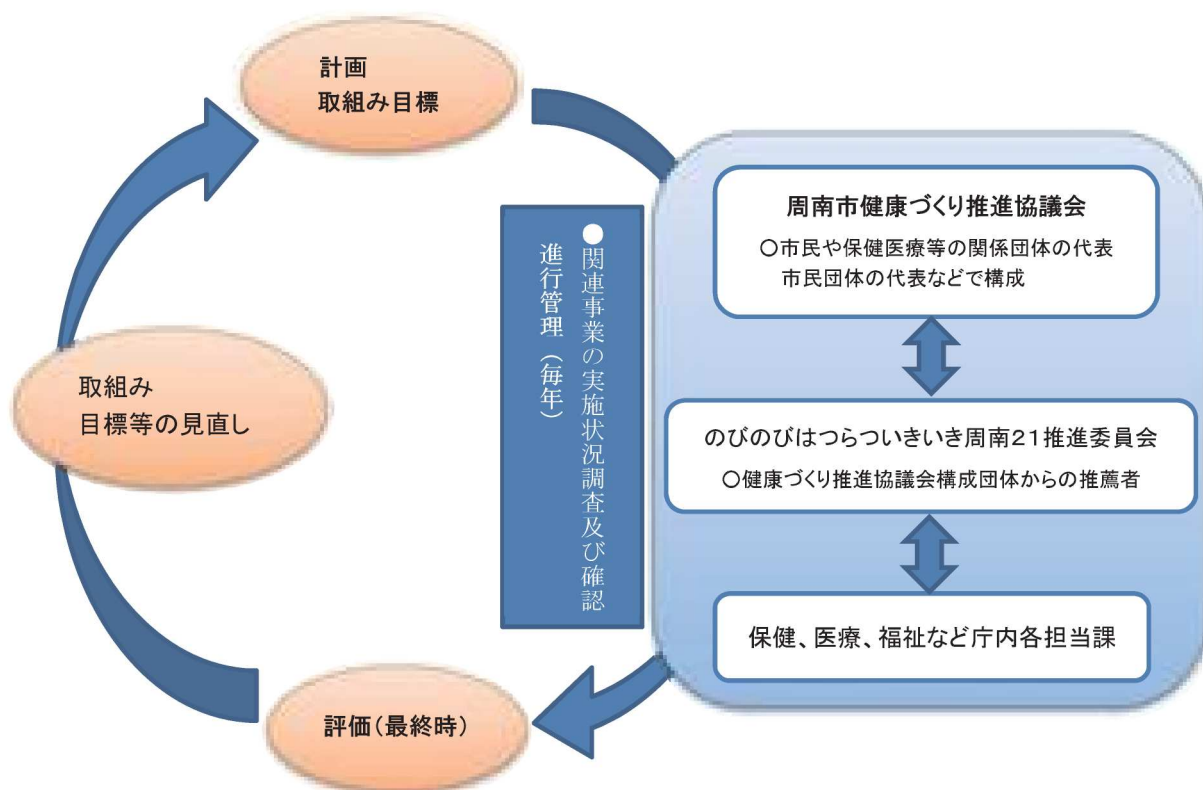 計画
取組み目標
周南市健康づくり推進協議会
○市民や保健医療等の関係団体の代表
市民団体の代表などで構成
●関連事業の実施状況調査及び確認
進行管理（毎年）
取組み
目標等の見直し
のびのびはつらついきいき周南２１推進委員会
○健康づくり推進協議会構成団体からの推薦者
保健、医療、福祉など庁内各担当課
評価（最終時）